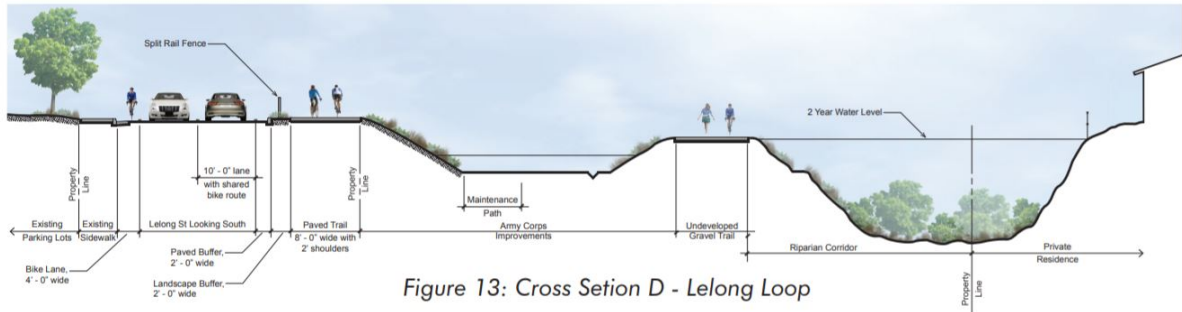 Split Rail Fence
2 Year Water Level
10' - 0" lane
with shared
bike route
Property
Line
Property
Line
Maintenance
Path
Existing
Parking Lots
Existing
Sidewalk
Lelong St Looking South
Paved Trail
8' - 0" wide with
2' shoulders
Army Corps
Improvements
Undeveloped
Gravel Trail
Riparian Corridor
Private
Residence
Paved Buffer,
2' - 0" wide
Bike Lane,
4' - 0" wide
Landscape Buffer,
2' - 0" wide
Property
Line
Figure 13: Cross Setion D - Lelong Loop